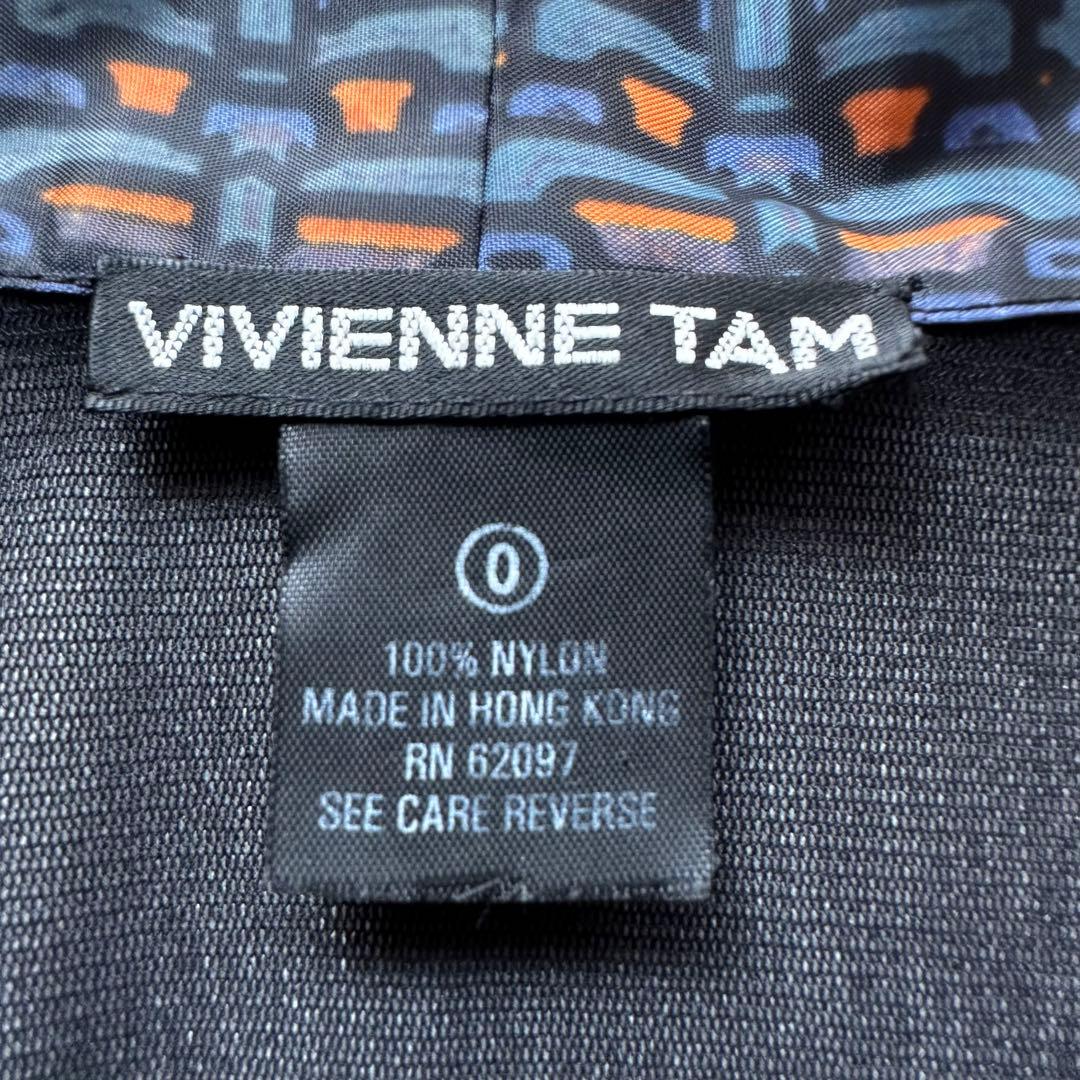 VIVIENNE TAM
0
100% NYLON
MADE IN HONG KONG
RN 62097
SEE CARE REVERSE